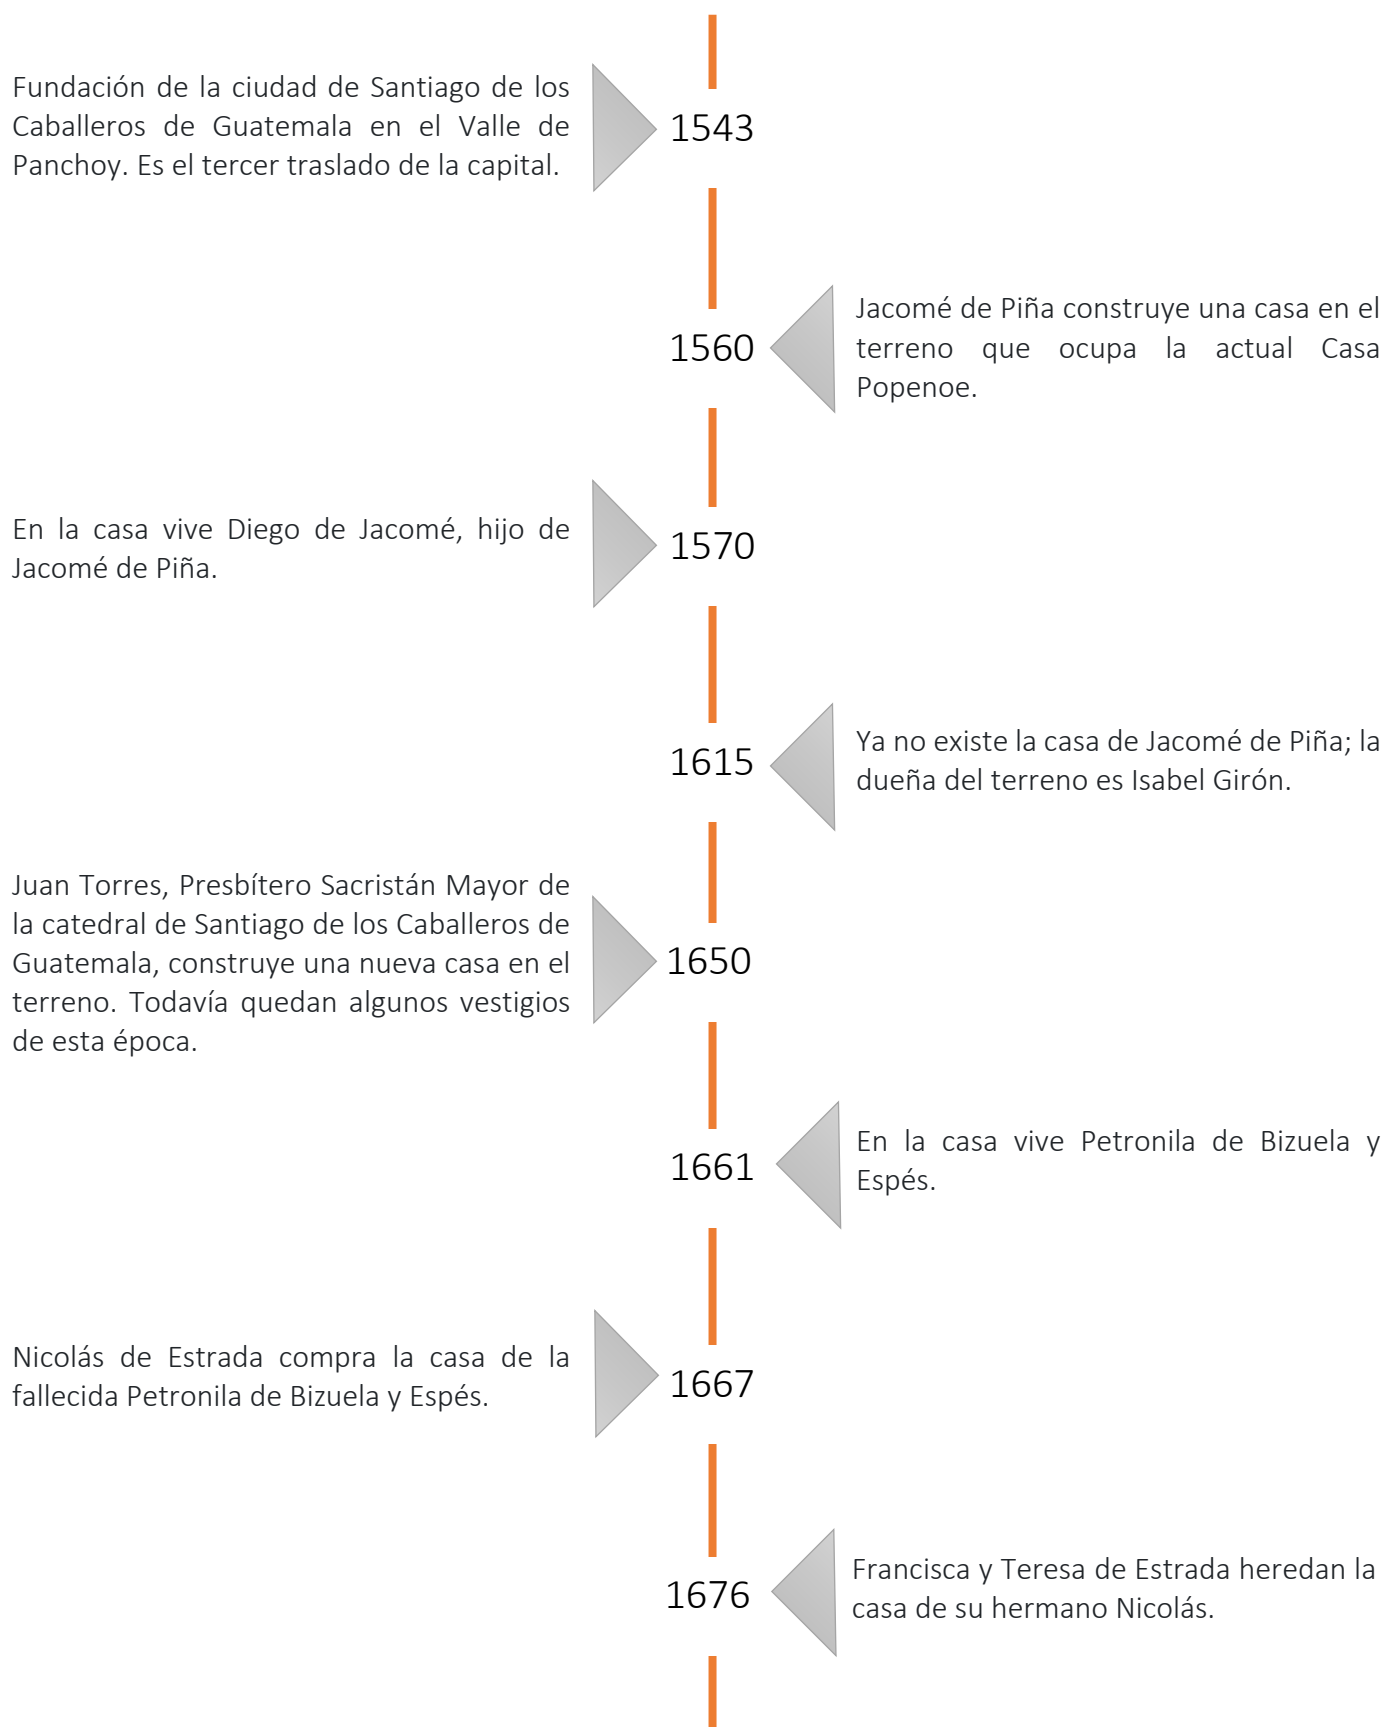 Fundación de la ciudad de Santiago de los
Caballeros de Guatemala en el Valle de
Panchoy. Es el tercer traslado de la capital.
1543
1560
Jacomé de Piña construye una casa en el
terreno que ocupa la actual Casa
Popenoe.
En la casa vive Diego de Jacomé, hijo de
Jacomé de Piña.
1570
1615
Ya no existe la casa de Jacomé de Piña; la
dueña del terreno es Isabel Girón.
Juan Torres, Presbítero Sacristán Mayor de
la catedral de Santiago de los Caballeros de
Guatemala, construye una nueva casa en el
terreno. Todavía quedan algunos vestigios
de esta época.
1650
1661
En la casa vive Petronila de Bizuela y
Espés.
Nicolás de Estrada compra la casa de la
fallecida Petronila de Bizuela y Espés.
1667
1676
Francisca y Teresa de Estrada heredan la
casa de su hermano Nicolás.